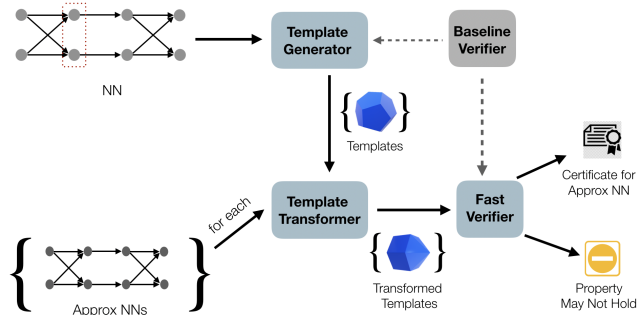 Template
Generator
Baseline
Verifier
NN
{ }
Templates
for each
Template
Transformer
Fast
Verifier
Certificate for
Approx NN
{ }
{ }
Transformed
Templates
Property
May Not Hold
Approx NNs